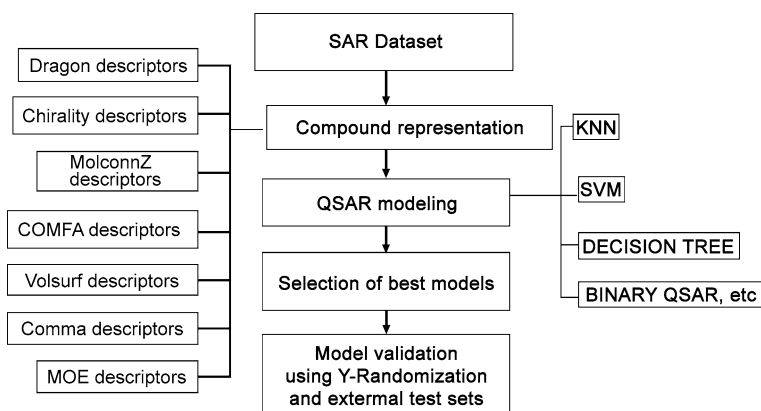 SAR Dataset
Dragon descriptors
Chirality descriptors
MolconnZ
descriptors
COMFA descriptors
Volsurf descriptors
Comma descriptors
MOE descriptors
Compound representation
QSAR modeling
KNN
SVM
DECISION TREE
BINARY QSAR, etc
Selection of best models
Model validation
using Y-Randomization
and extermal test sets